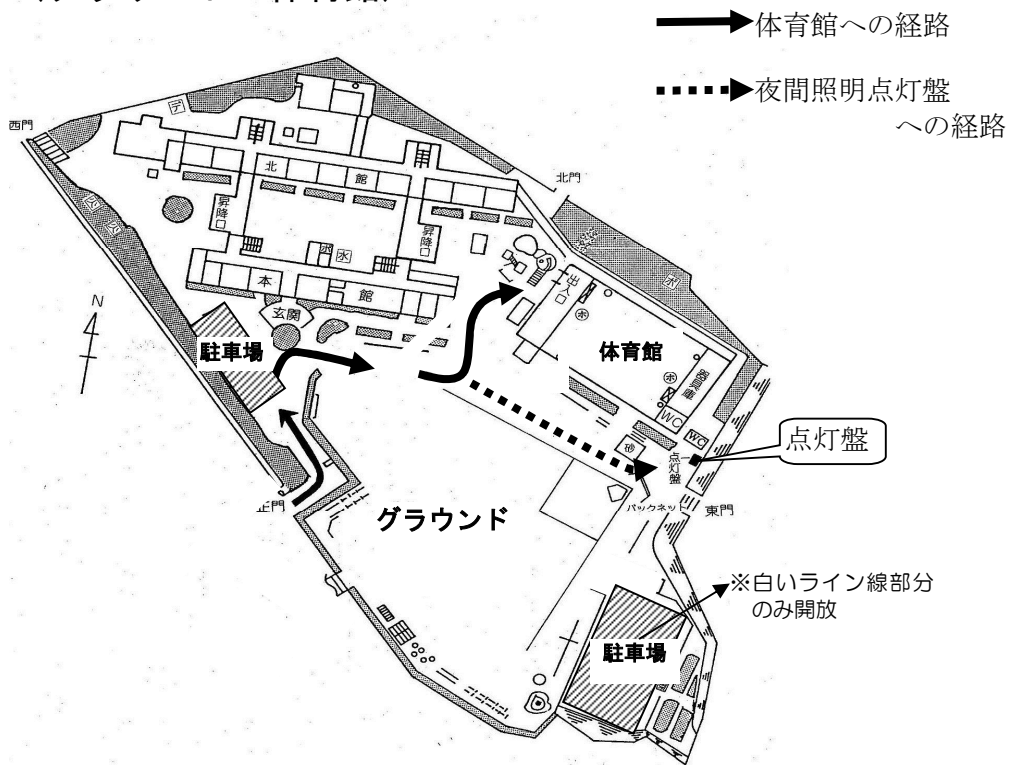 体育館への経路
夜間照明点灯盤
への経路
西門
デ
北門
北
館
昇降口
昇降口
水
本
館
玄関
出入口
ホ
体育館
ホ
器具庫
WC
WC
駐車場
N
点灯盤
点灯盤
正門
グラウンド
バックネット
東門
※白いライン線部分
のみ開放
駐車場